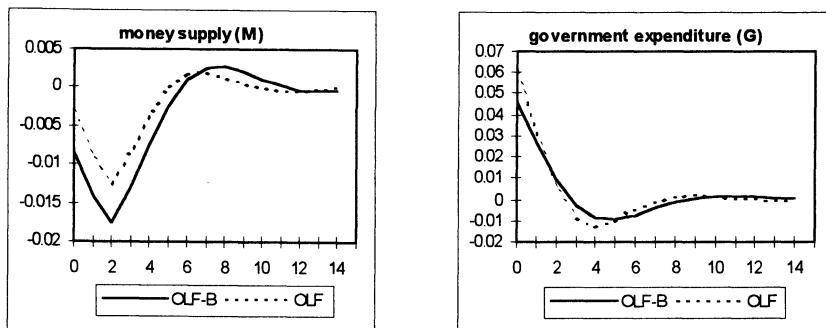 money supply (M)
0.005
0
-0.005
-0.01
-0.015
-0.02
0 2 4 6 8 10 12 14
OLF-B OLF
government expenditure (G)
0.07
0.06
0.05
0.04
0.03
0.02
0.01
0
-0.01
-0.02
0 2 4 6 8 10 12 14
OLF-B OLF